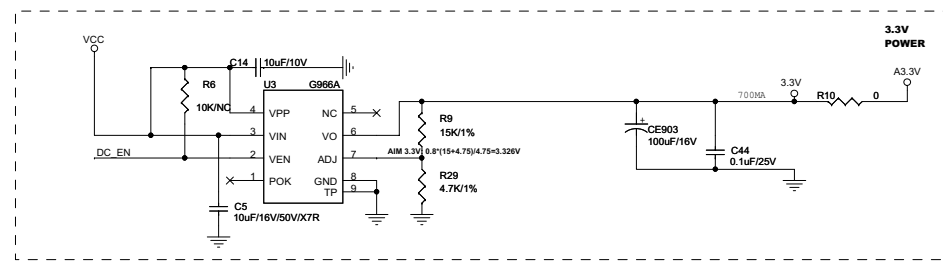 3.3V
POWER
VCC
C14
10uF/10V
A3.3V
R6
10K/NC
U3
G966A
3.3V
700MA
R10
0
4
VPP
NC
5
R9
15K/1%
3
VIN
VO
6
CE903
100uF/16V
+
DC_EN
2
VEN
ADJ
7
AIM 3.3V: 0.8*(15+4.75)/4.75=3.326V
C44
0.1uF/25V
1
POK
GND
8
TP
9
R29
4.7K/1%
C5
10uF/16V/50V/X7R